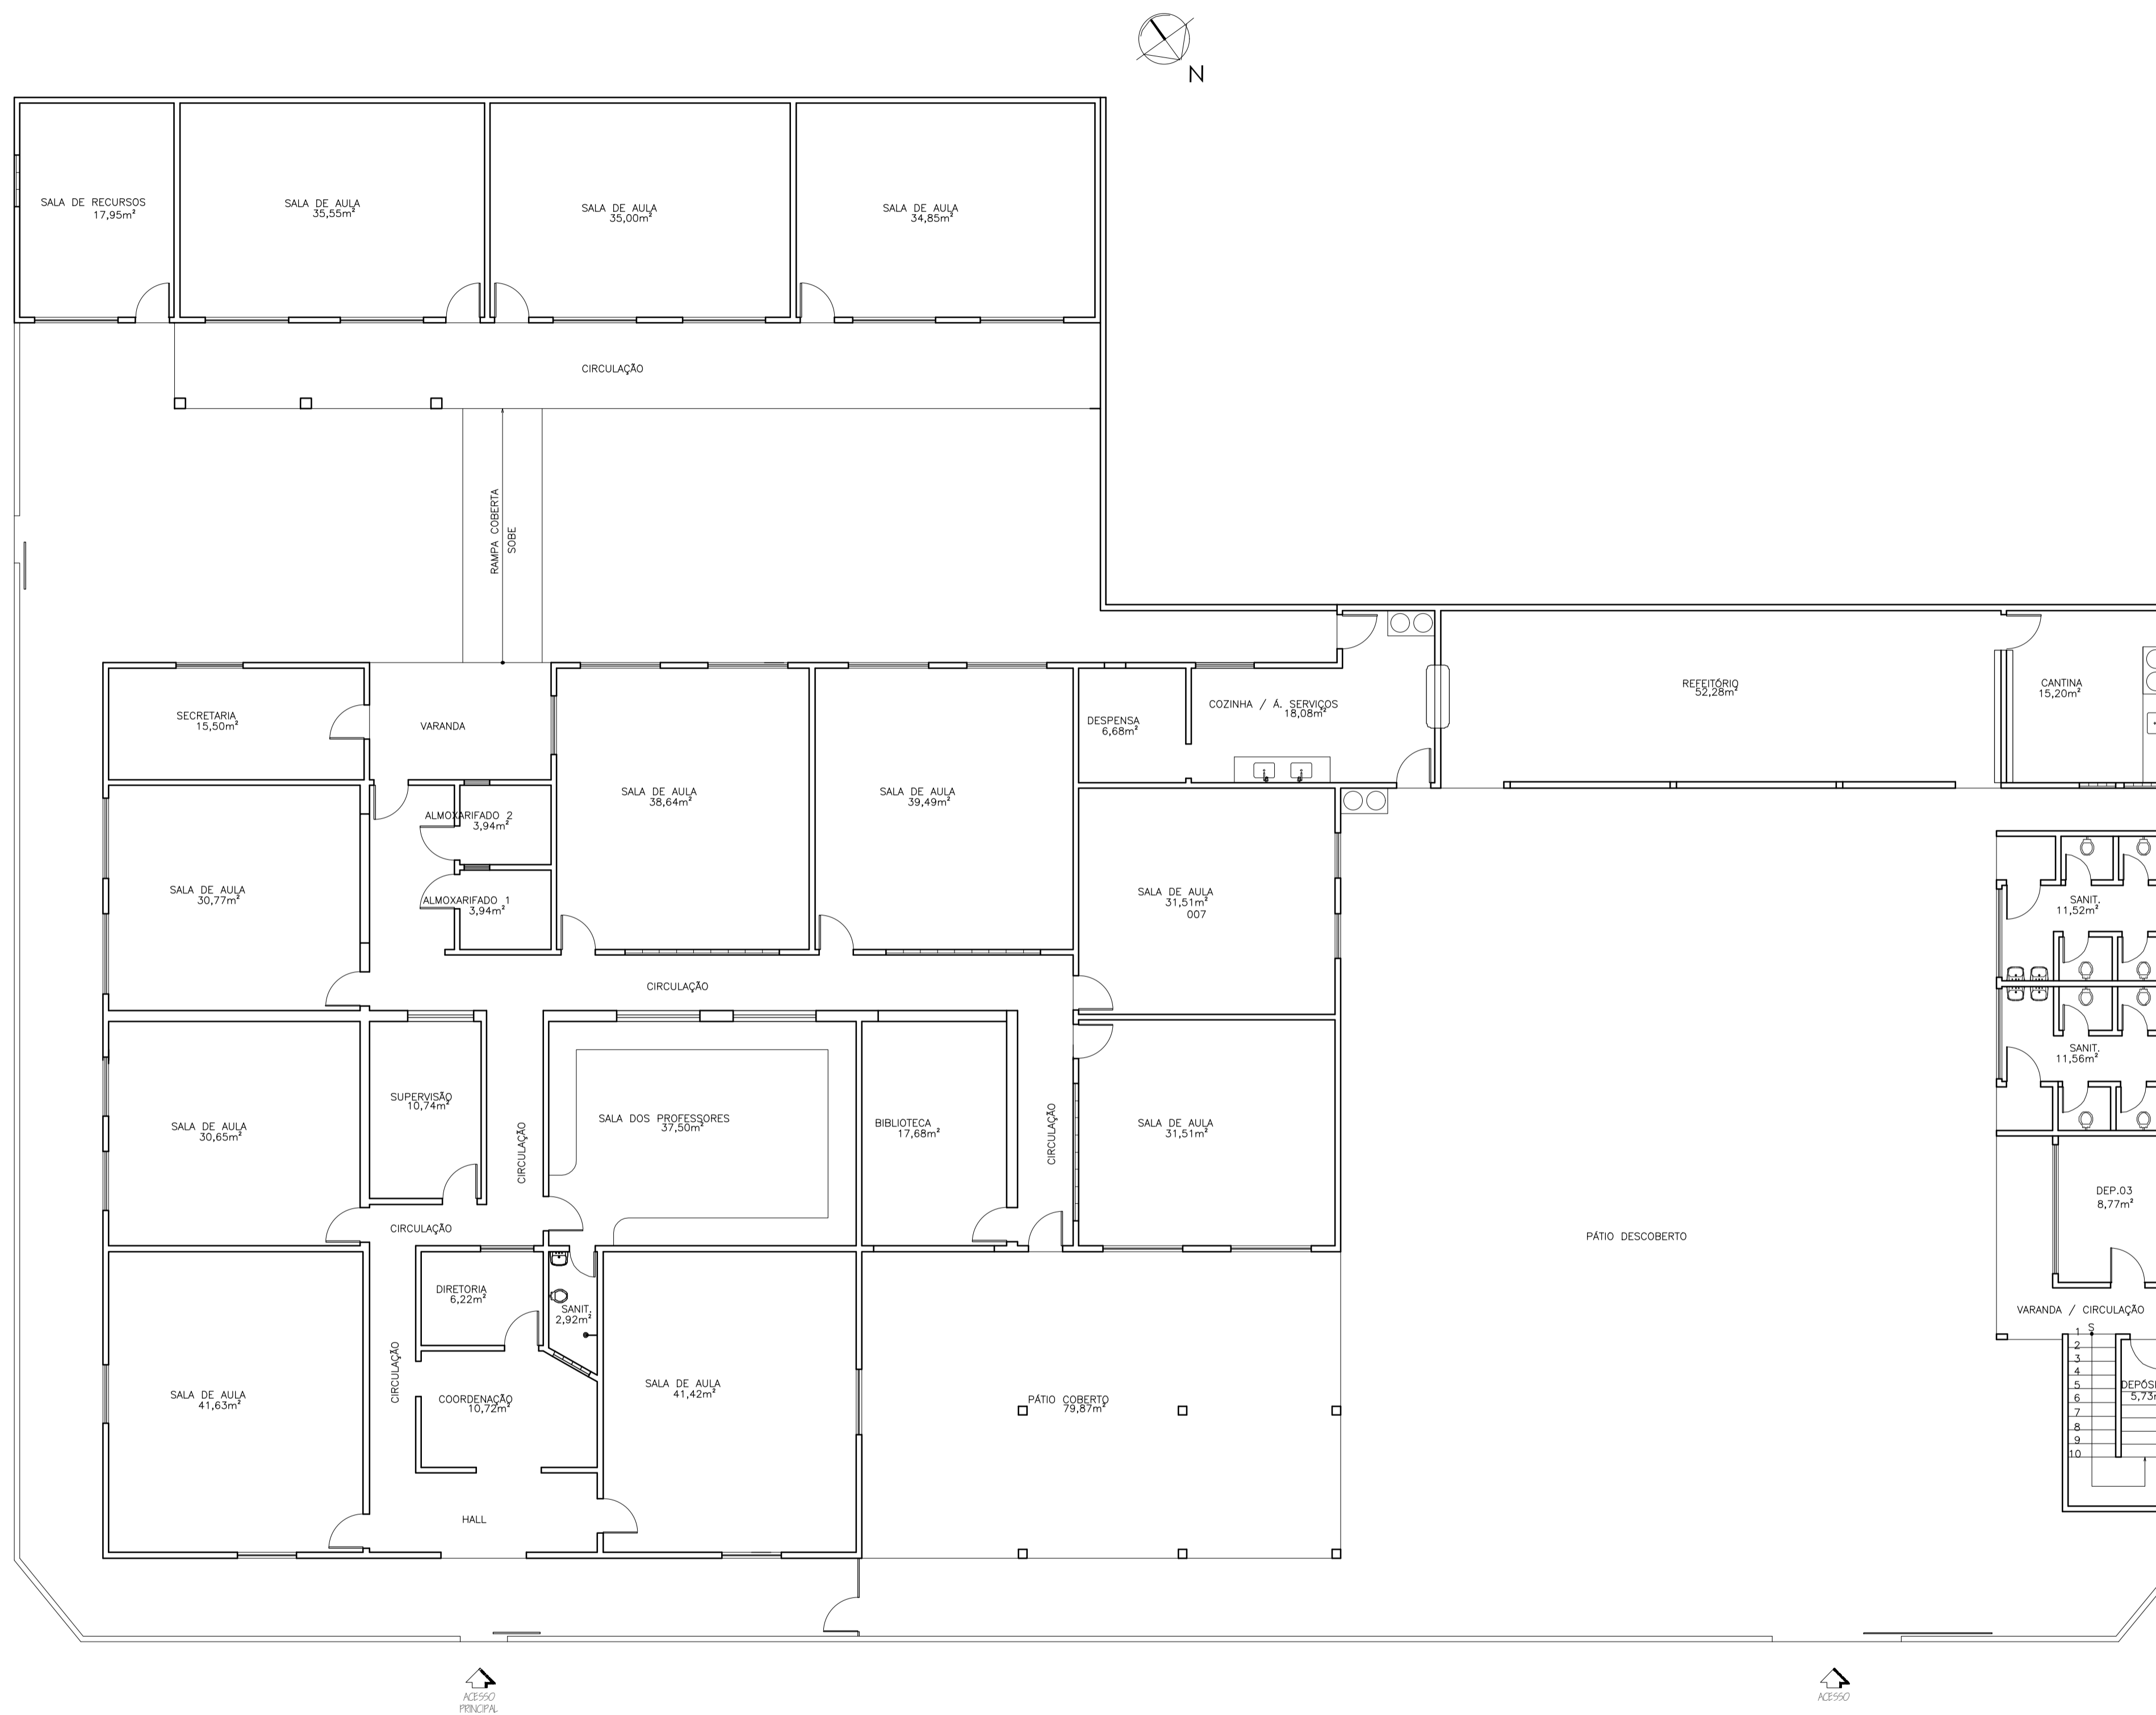 N
SALA DE RECURSOS
17,95m²
SALA DE AULA
35,55m²
SALA DE AULA
35,00m²
SALA DE AULA
34,85m²
CIRCULAÇÃO
RAMPA COBERTA
SOBE
SECRETARIA
15,50m²
VARANDA
DESPENSA
6,68m²
COZINHA / Á. SERVIÇOS
18,08m²
REFEITÓRIO
52,28m²
CANTINA
15,20m²
ALMOXARIFADO 2
3,94m²
SALA DE AULA
38,64m²
SALA DE AULA
39,49m²
SALA DE AULA
30,77m²
ALMOXARIFADO 1
3,94m²
SALA DE AULA
31,51m²
007
SANIT.
11,52m²
CIRCULAÇÃO
SANIT.
11,56m²
SUPERVISÃO
10,74m²
SALA DE AULA
30,65m²
CIRCULAÇÃO
SALA DOS PROFESSORES
37,50m²
BIBLIOTECA
17,68m²
CIRCULAÇÃO
SALA DE AULA
31,51m²
DEP.03
8,77m²
CIRCULAÇÃO
PÁTIO DESCOBERTO
DIRETORIA
6,22m²
SANIT.
2,92m²
VARANDA / CIRCULAÇÃO
S
1
2
3
4
5
6
7
8
9
10
CIRCULAÇÃO
SALA DE AULA
41,63m²
COORDENAÇÃO
10,72m²
SALA DE AULA
41,42m²
PÁTIO COBERTO
79,87m²
5,73
HALL
ACESSO
PRINCIPAL
ACESSO